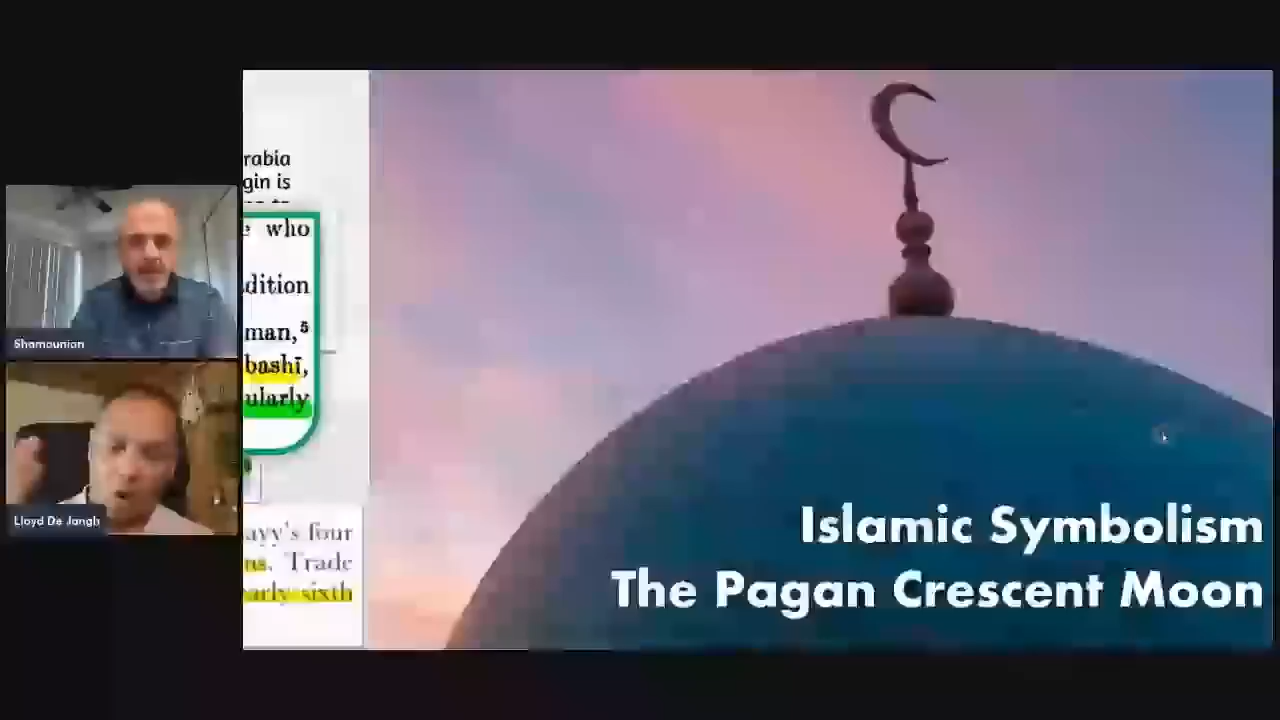 Shamounian
Lloyd De Jongh
rabia
gin is
who
dition
man,⁵
bashī,
ularly
avy's four
ns. Trade
arly sixth
Islamic Symbolism
The Pagan Crescent Moon